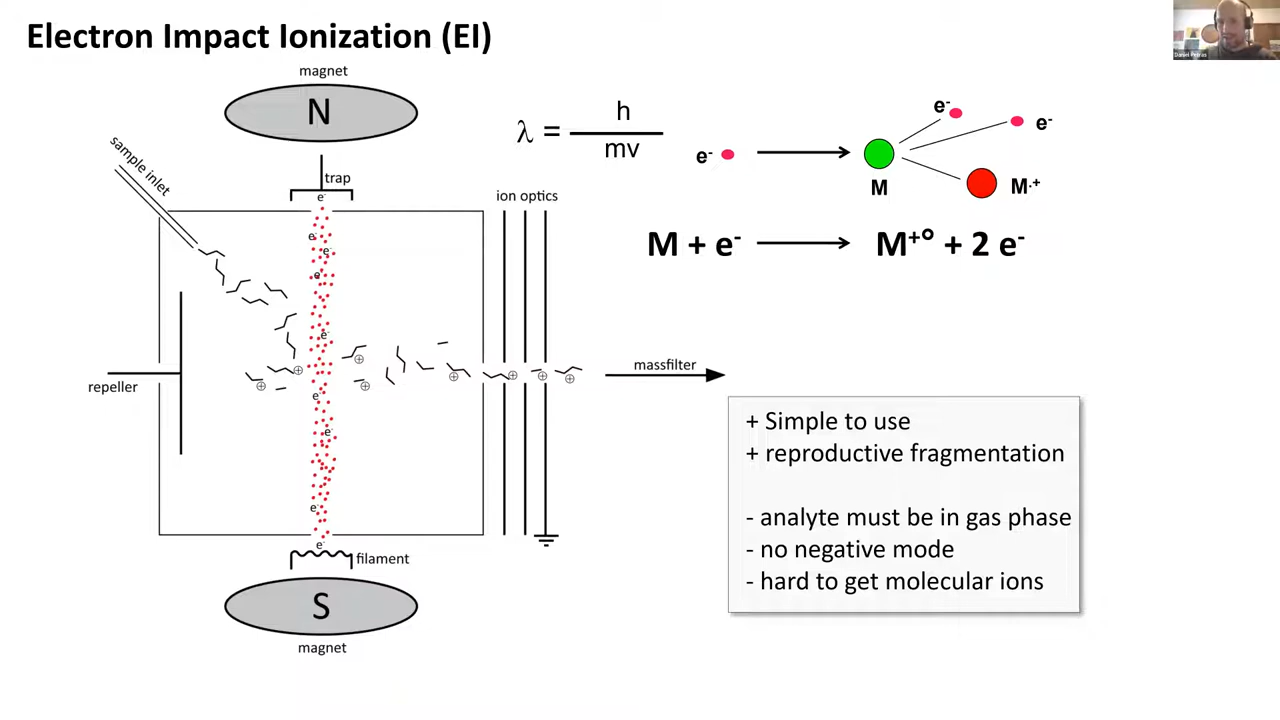 Electron Impact Ionization (EI)
magnet
N
sample inlet
trap
e-
e-
e-
e-
e-
e-
e-
e-
e-
filament
S
magnet
repeller
ion optics
massfilter
λ = h
mv
e-
M
e-
e-
M·+
M + e- M+° + 2 e-
+ Simple to use
+ reproductive fragmentation
- analyte must be in gas phase
- no negative mode
- hard to get molecular ions